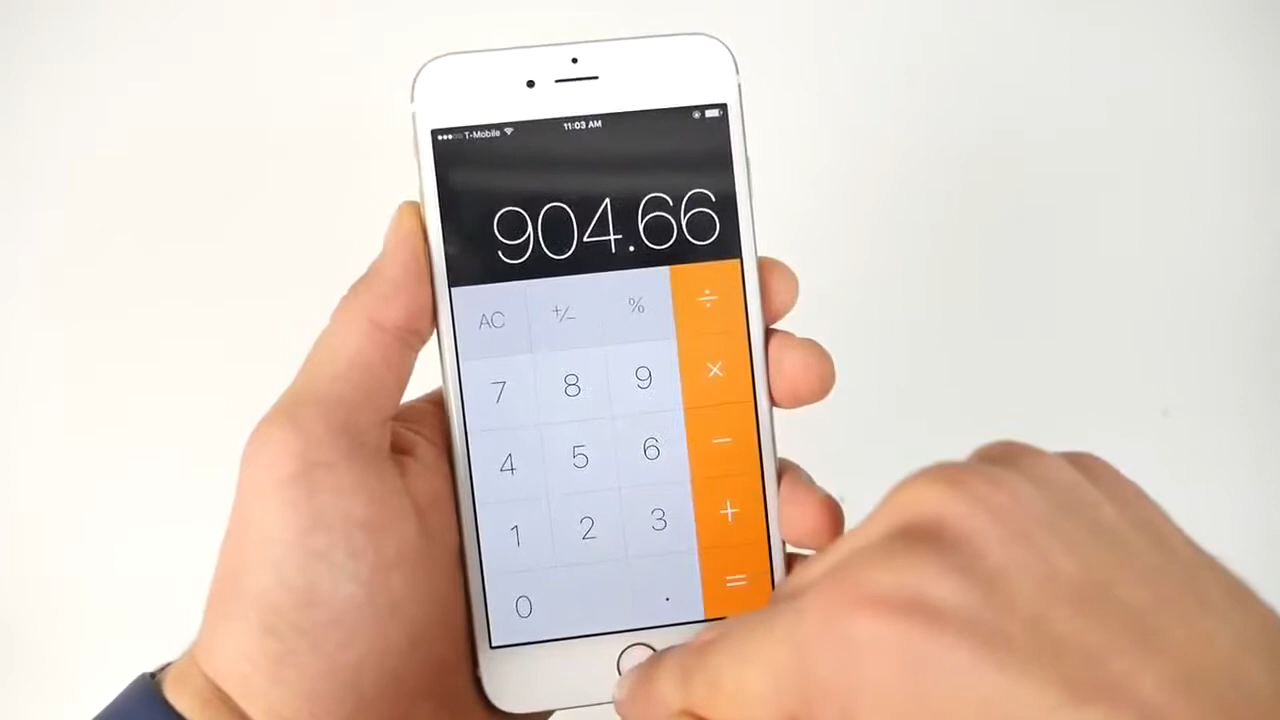 T-Mobile 11:03 AM
904.66
AC +/- % ÷
7 8 9 ×
4 5 6 −
1 2 3 +
0 . =